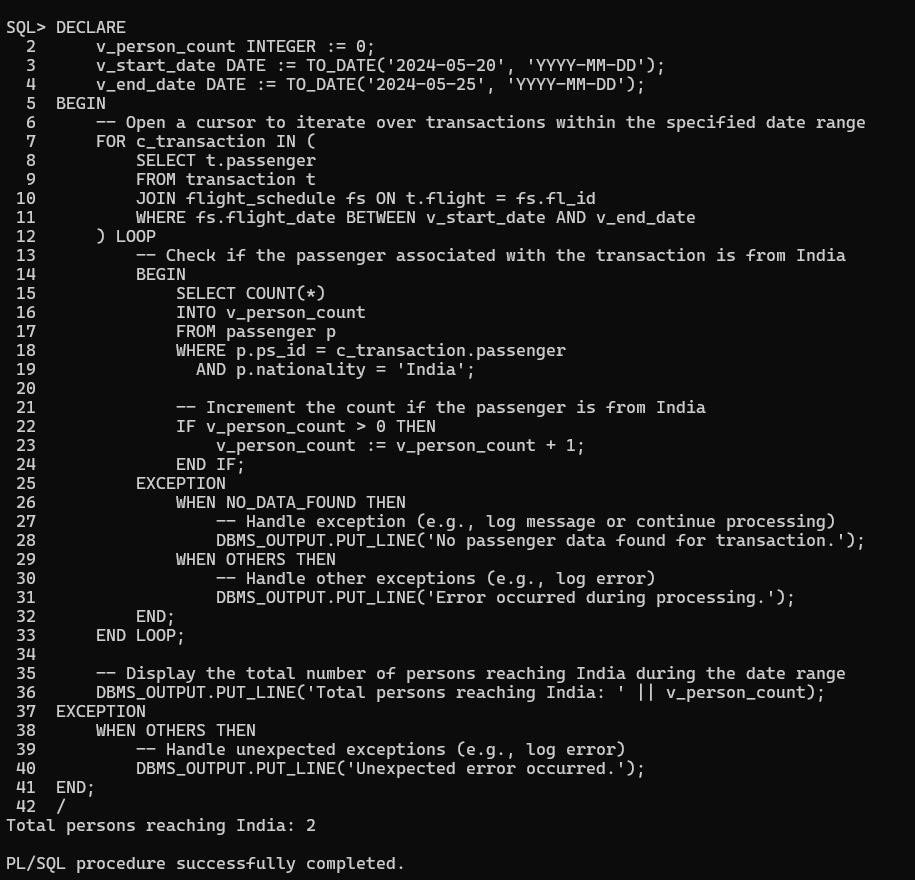 SQL> DECLARE
  2      v_person_count INTEGER := 0;
  3      v_start_date DATE := TO_DATE('2024-05-20', 'YYYY-MM-DD');
  4      v_end_date DATE := TO_DATE('2024-05-25', 'YYYY-MM-DD');
  5  BEGIN
  6      -- Open a cursor to iterate over transactions within the specified date range
  7      FOR c_transaction IN (
  8          SELECT t.passenger
  9          FROM transaction t
 10          JOIN flight_schedule fs ON t.flight = fs.fl_id
 11          WHERE fs.flight_date BETWEEN v_start_date AND v_end_date
 12      ) LOOP
 13          -- Check if the passenger associated with the transaction is from India
 14          BEGIN
 15              SELECT COUNT(*)
 16              INTO v_person_count
 17              FROM passenger p
 18              WHERE p.ps_id = c_transaction.passenger
 19                AND p.nationality = 'India';
 20
 21              -- Increment the count if the passenger is from India
 22              IF v_person_count > 0 THEN
 23                  v_person_count := v_person_count + 1;
 24              END IF;
 25          EXCEPTION
 26              WHEN NO_DATA_FOUND THEN
 27                  -- Handle exception (e.g., log message or continue processing)
 28                  DBMS_OUTPUT.PUT_LINE('No passenger data found for transaction.');
 29              WHEN OTHERS THEN
 30                  -- Handle other exceptions (e.g., log error)
 31                  DBMS_OUTPUT.PUT_LINE('Error occurred during processing.');
 32          END;
 33      END LOOP;
 34
 35      -- Display the total number of persons reaching India during the date range
 36      DBMS_OUTPUT.PUT_LINE('Total persons reaching India: ' || v_person_count);
 37  EXCEPTION
 38      WHEN OTHERS THEN
 39          -- Handle unexpected exceptions (e.g., log error)
 40          DBMS_OUTPUT.PUT_LINE('Unexpected error occurred.');
 41  END;
 42  /
Total persons reaching India: 2

PL/SQL procedure successfully completed.